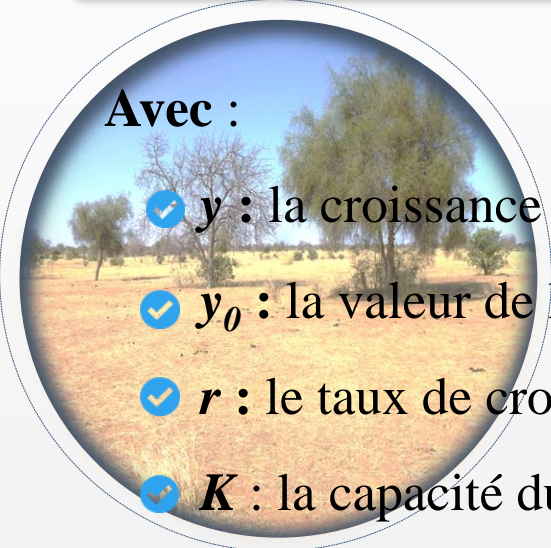 Avec :
y : la croissance
y0 : la valeur de
r : le taux de cro
K : la capacité du